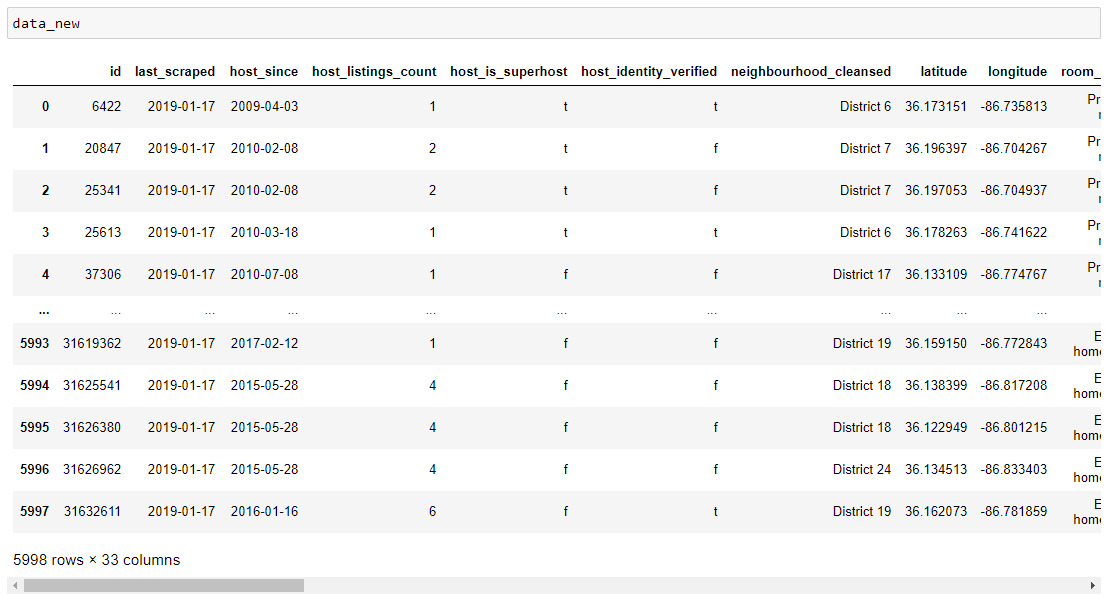 data_new
id last_scraped host_since host_listings_count host_is_superhost host_identity_verified neighbourhood_cleansed latitude longitude room_
0 6422 2019-01-17 2009-04-03 1 t t District 6 36.173151 -86.735813 Pr
1 20847 2019-01-17 2010-02-08 2 t f District 7 36.196397 -86.704267 Pr
2 25341 2019-01-17 2010-02-08 2 t f District 7 36.197053 -86.704937 Pr
3 25613 2019-01-17 2010-03-18 1 t t District 6 36.178263 -86.741622 Pr
4 37306 2019-01-17 2010-07-08 1 f f District 17 36.133109 -86.774767 Pr
... ... ... ... ... ... ... ... ... ...
5993 31619362 2019-01-17 2017-02-12 1 f f District 19 36.159150 -86.772843 E
home
5994 31625541 2019-01-17 2015-05-28 4 f f District 18 36.138399 -86.817208 E
home
5995 31626380 2019-01-17 2015-05-28 4 f f District 18 36.122949 -86.801215 E
home
5996 31626962 2019-01-17 2015-05-28 4 f f District 24 36.134513 -86.833403 E
home
5997 31632611 2019-01-17 2016-01-16 6 f t District 19 36.162073 -86.781859 E
home
5998 rows × 33 columns